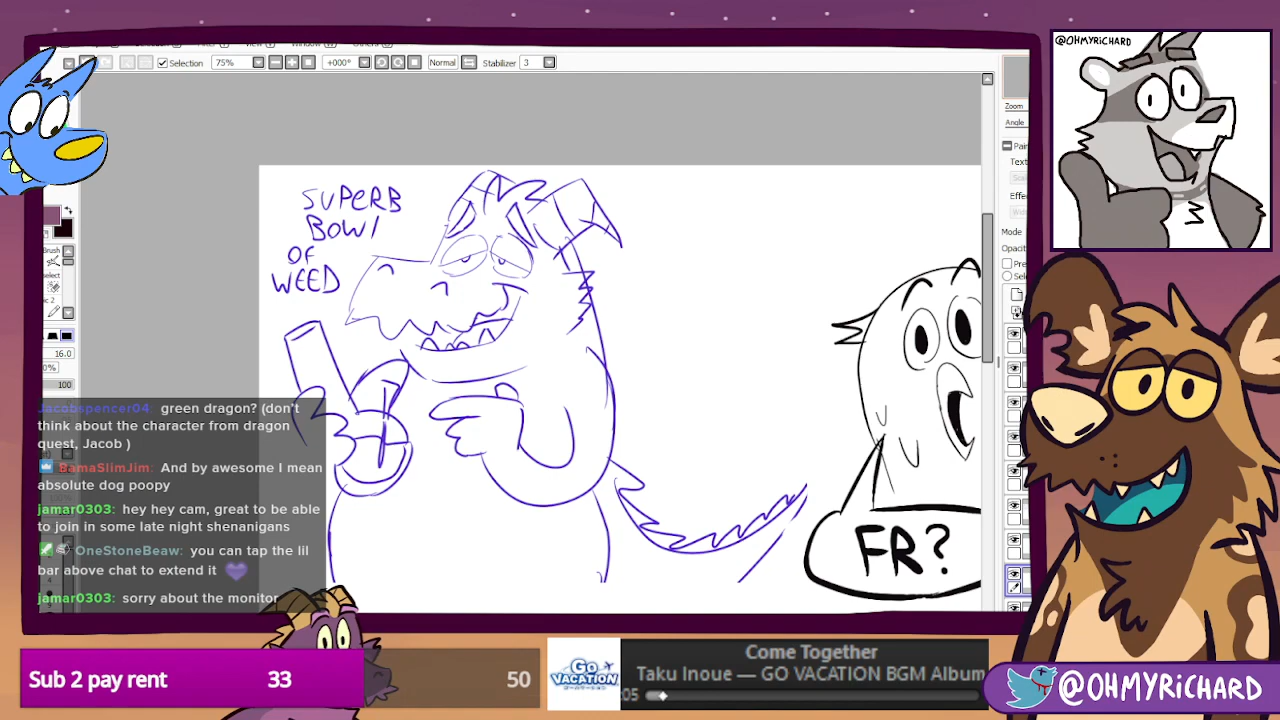 @OHMYRiCHARD
Selection
75%
+000°
Normal
Stabilizer
3
Zoom
Angle
Mode
16.0
100
SUPERB
BOWl
OF
WEED
Jacobspencer04 green dragon? (don't
think about the character from dragon
quest, Jacob )
BamaSlimJim: And by awesome I mean
absolute dog poopy
jamar0303: hey hey cam, great to be able
to join in some late night shenanigans
OneStoneBeaw: you can tap the lil
bar above chat to extend it
jamar0303: sorry about the monitor
FR?
Sub 2 pay rent
33
50
Go
VACATION
Come Together
Taku Inoue — GO VACATION BGM Album
:05
@OHMYRiCHARD